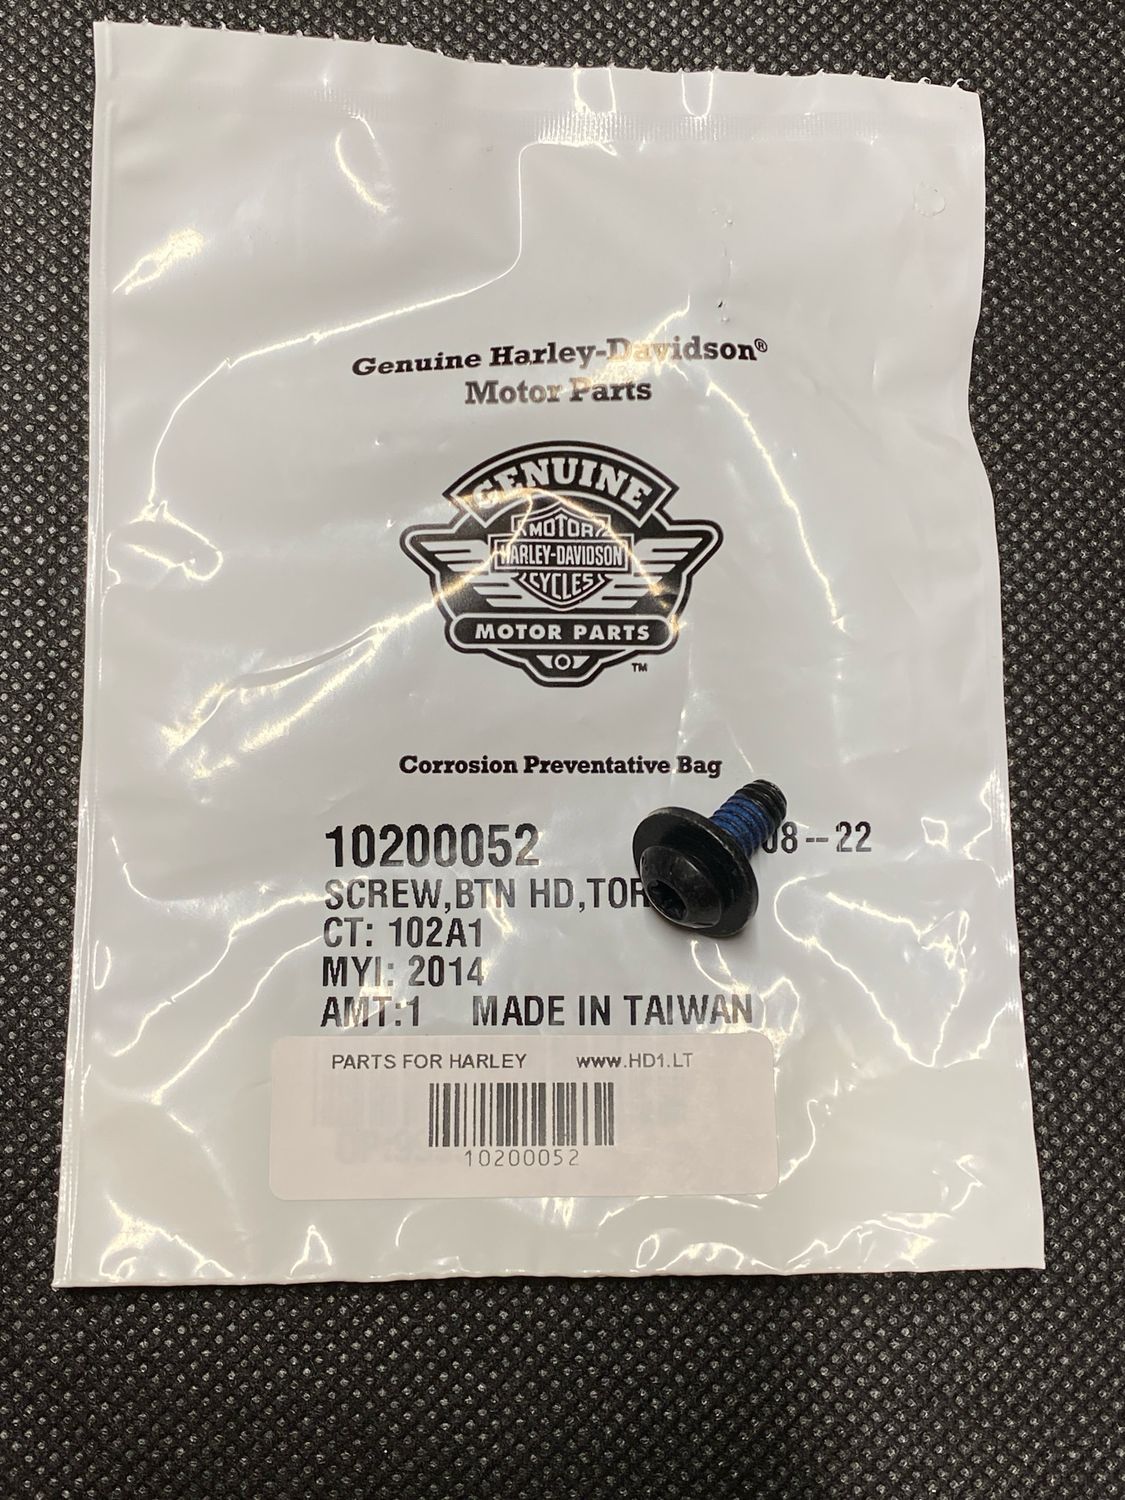 Genuine Harley-Davidson®
Motor Parts
GENUINE
MOTOR
HARLEY-DAVIDSON
CYCLES
MOTOR PARTS
TM
Corrosion Preventative Bag
10200052 08--22
SCREW,BTN HD,TOR
CT: 102A1
MYI: 2014
AMT:1 MADE IN TAIWAN
PARTS FOR HARLEY www.HD1.LT
10200052